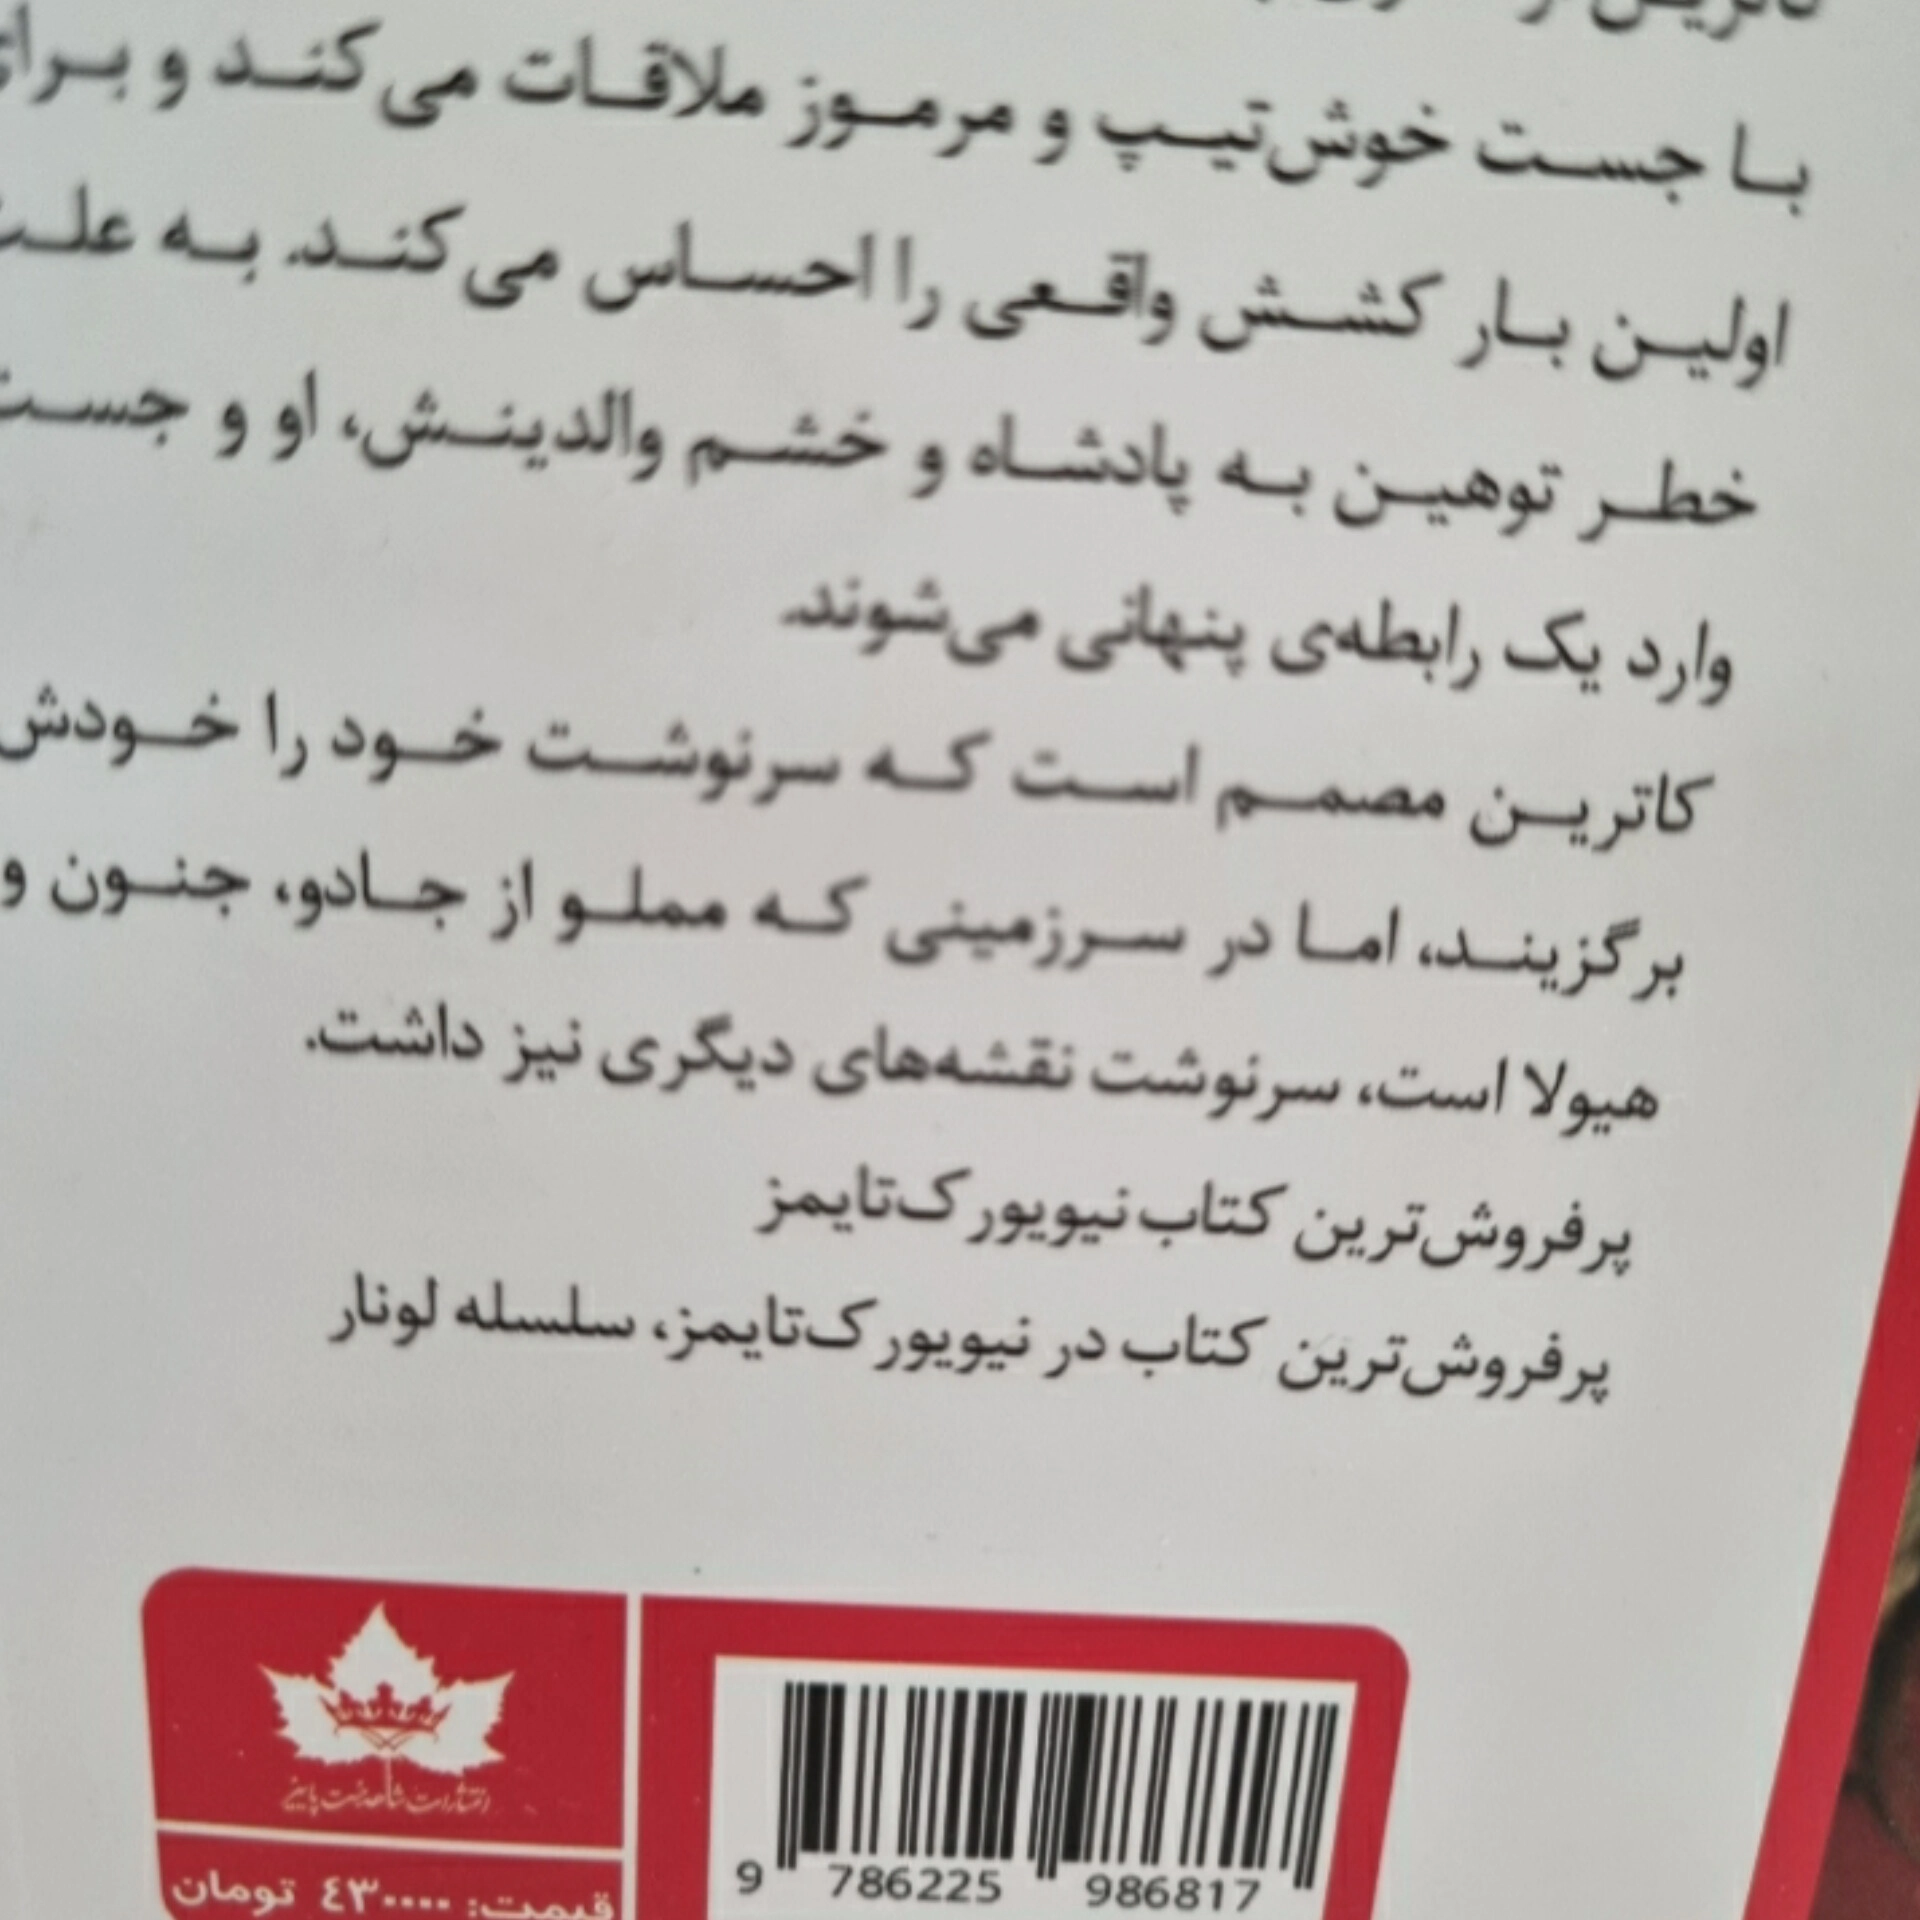 با جست خوش‌تیپ و مرموز ملاقات می‌کند و برای
اولین بار کشش واقعی را احساس می‌کند. به علت
خطر توهین به پادشاه و خشم والدینش، او و جست
وارد یک رابطه‌ی پنهانی می‌شوند.
کاترین مصمم است که سرنوشت خود را خودش
برگزیند، اما در سرزمینی که مملو از جادو، جنون و
هیولا است، سرنوشت نقشه‌های دیگری نیز داشت.
پرفروش‌ترین کتاب نیویورک‌تایمز
پرفروش‌ترین کتاب در نیویورک‌تایمز، سلسله لونار
انتشارات شاهدخت پاییز
9 786225 986817
قیمت: ٤٣٠٠٠٠ تومان